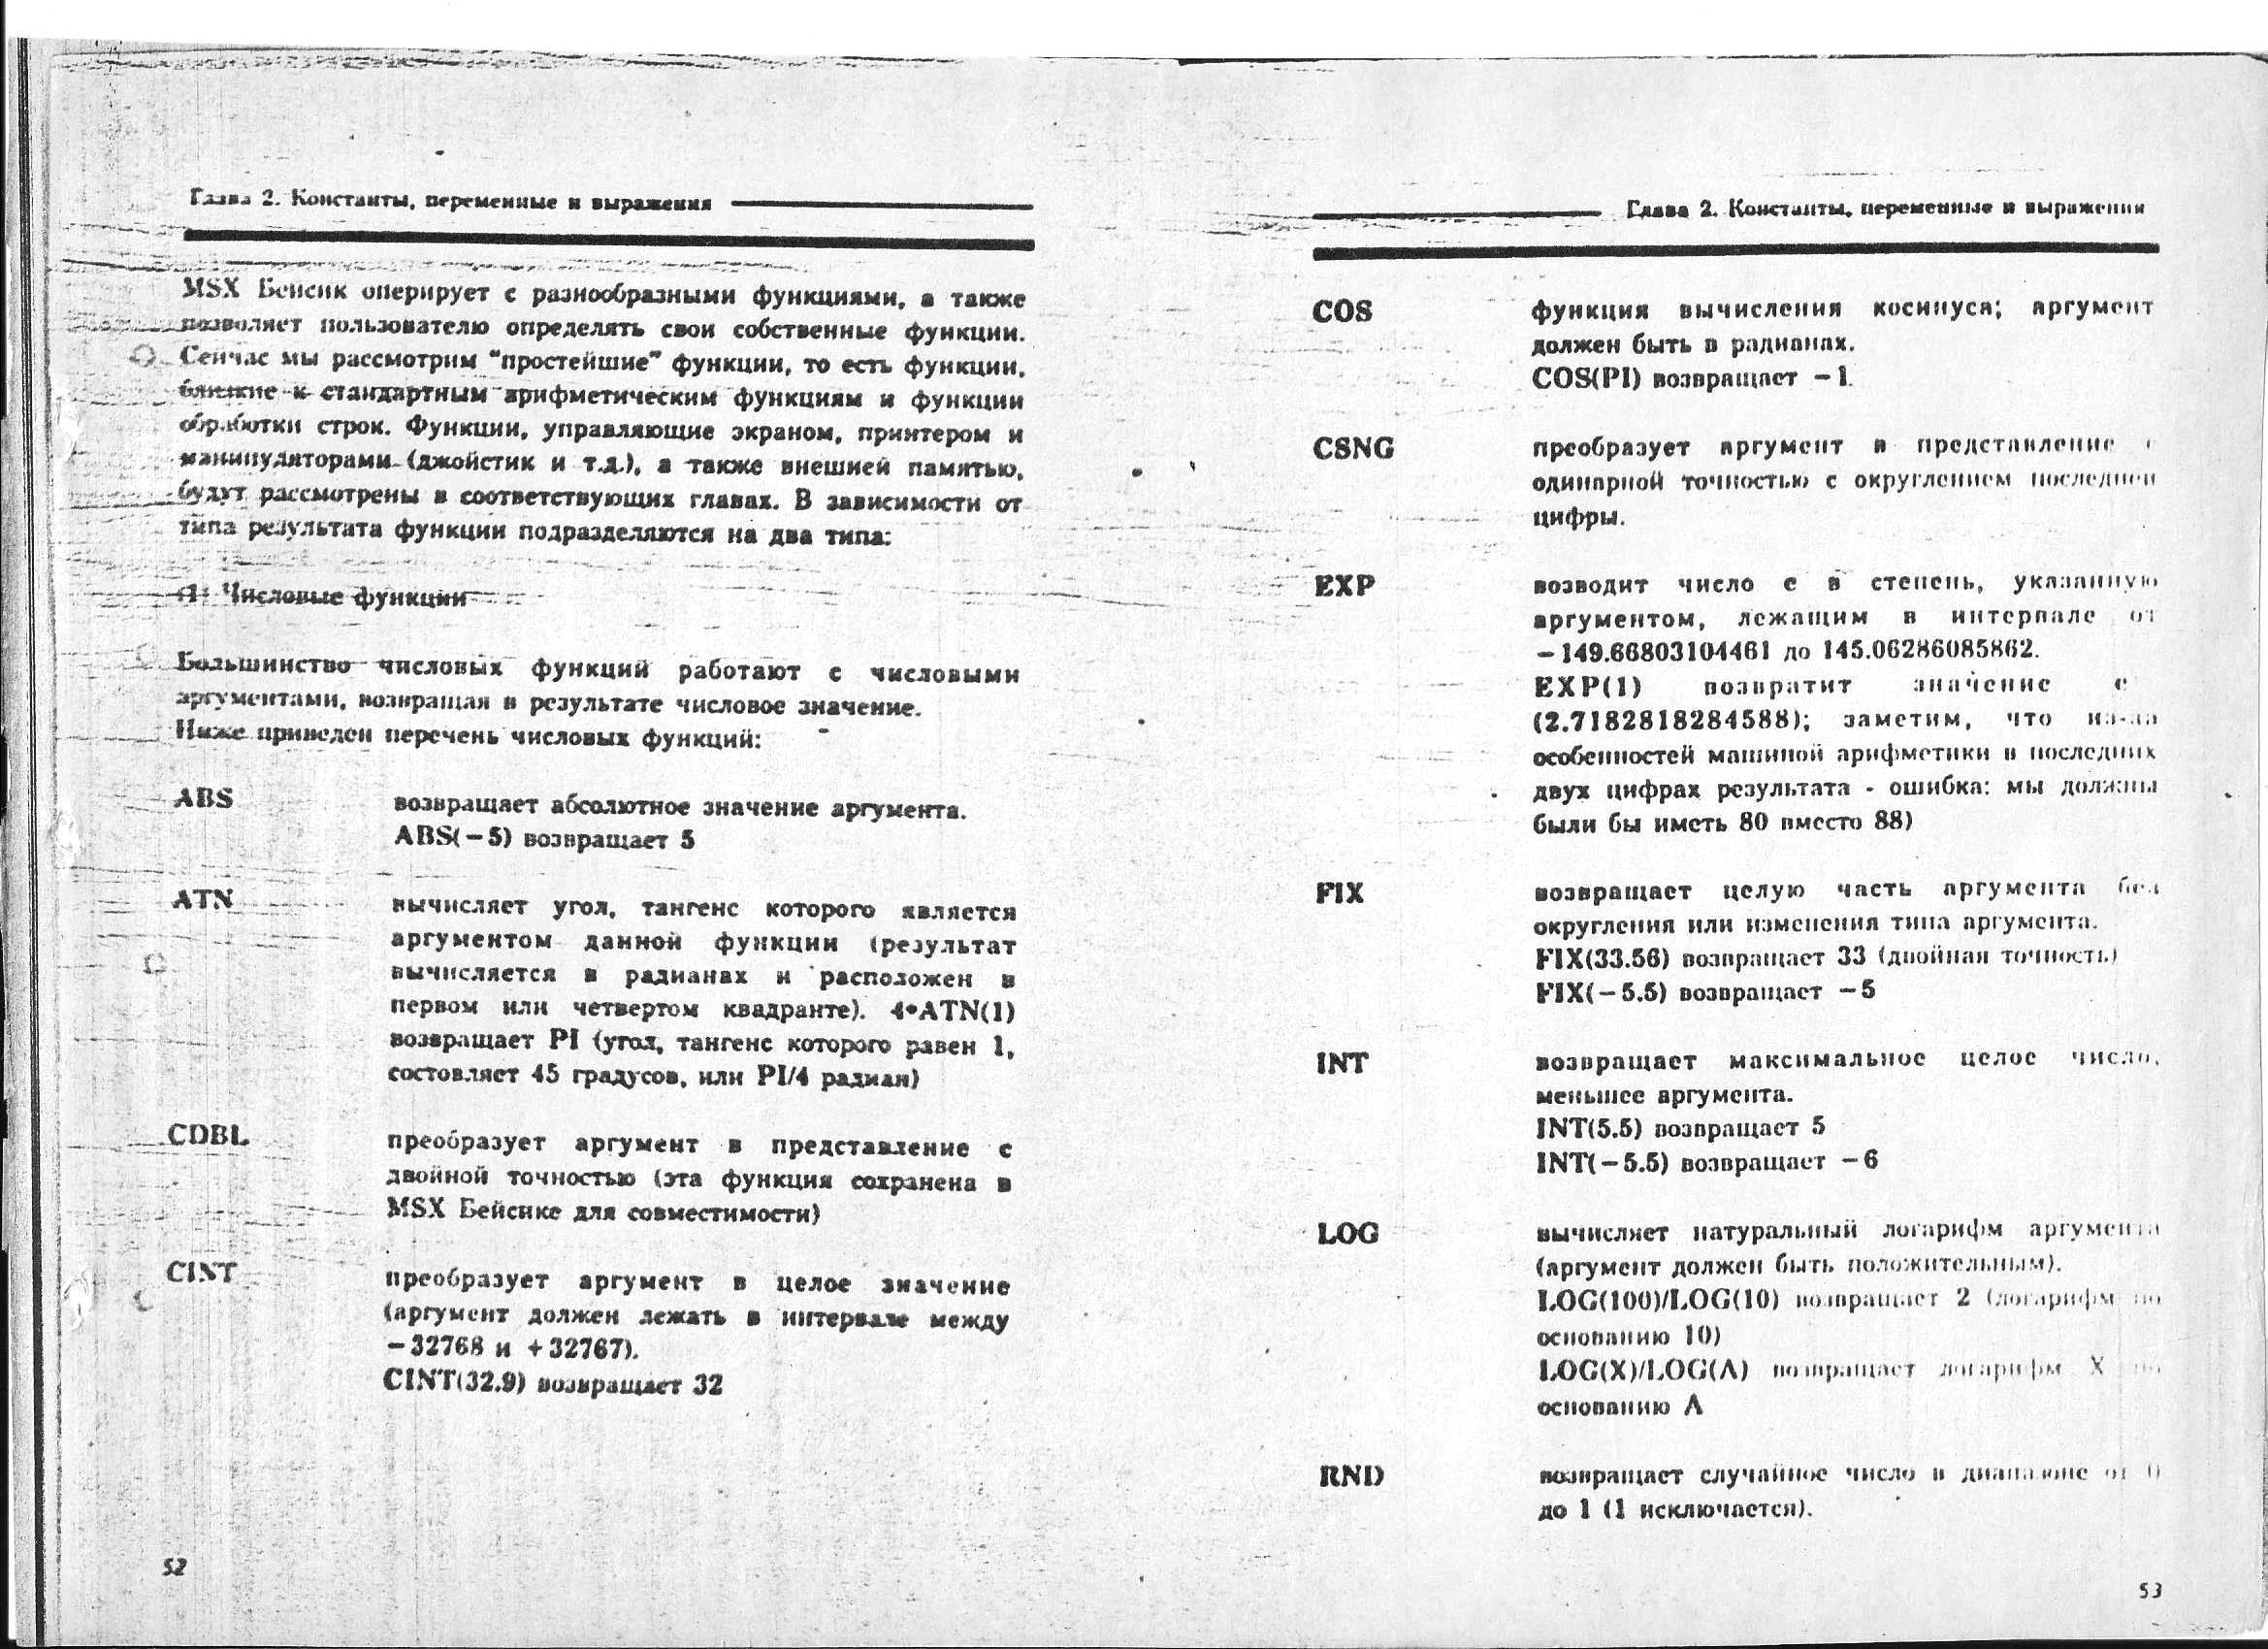 Глава 2. Константы, переменные и выражения
MSX Бейсик оперирует с разнообразными функциями, а также
позволяет пользователю определять свои собственные функции.
Сейчас мы рассмотрим "простейшие" функции, то есть функции,
близкие к стандартным арифметическим функциям и функции
обработки строк. Функции, управляющие экраном, принтером и
манипуляторами (джойстик и т.д.), а также внешней памятью,
будут рассмотрены в соответствующих главах. В зависимости от
типа результата функции подразделяются на два типа:
1: Числовые функции
Большинство числовых функций работают с числовыми
аргументами, возвращая в результате числовое значение.
Ниже приведен перечень числовых функций:
ABS возвращает абсолютное значение аргумента.
ABS(−5) возвращает 5
ATN вычисляет угол, тангенс которого является
аргументом данной функции (результат
вычисляется в радианах и расположен в
первом или четвертом квадранте). 4*ATN(1)
возвращает PI (угол, тангенс которого равен 1,
состовляет 45 градусов, или PI/4 радиан)
CDBL преобразует аргумент в представление с
двойной точностью (эта функция сохранена в
MSX Бейсике для совместимости)
CINT преобразует аргумент в целое значение
(аргумент должен лежать в интервале между
−32768 и +32767).
CINT(32.9) возвращает 32
52
Глава 2. Константы, переменные и выражения
COS функция вычисления косинуса; аргумент
должен быть в радианах.
COS(PI) возвращает −1.
CSNG преобразует аргумент в представление с
одинарной точностью с округлением последней
цифры.
EXP возводит число e в степень, указанную
аргументом, лежащим в интервале от
−149.66803104461 до 145.06286085862.
EXP(1) возвратит значение e
(2.7182818284588); заметим, что из-за
особенностей машиной арифметики в последних
двух цифрах результата - ошибка: мы должны
были бы иметь 80 вместо 88)
FIX возвращает целую часть аргумента без
округления или изменения типа аргумента.
FIX(33.56) возвращает 33 (двойная точность)
FIX(−5.5) возвращает −5
INT возвращает максимальное целое число,
меньшее аргумента.
INT(5.5) возвращает 5
INT(−5.5) возвращает −6
LOG вычисляет натуральный логарифм аргумента
(аргумент должен быть положительным).
LOG(100)/LOG(10) возвращает 2 (логарифм по
основанию 10)
LOG(X)/LOG(A) возвращает логарифм X по
основанию A
RND возвращает случайное число в диапазоне от 0
до 1 (1 исключается).
53